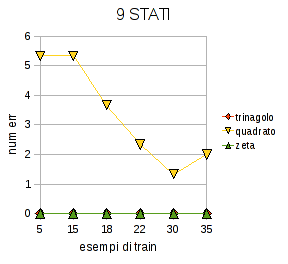 9 STATI
6
5
4
3
2
1
0
num err
5 15 18 22 30 35
esempi di train
trinagolo
quadrato
zeta